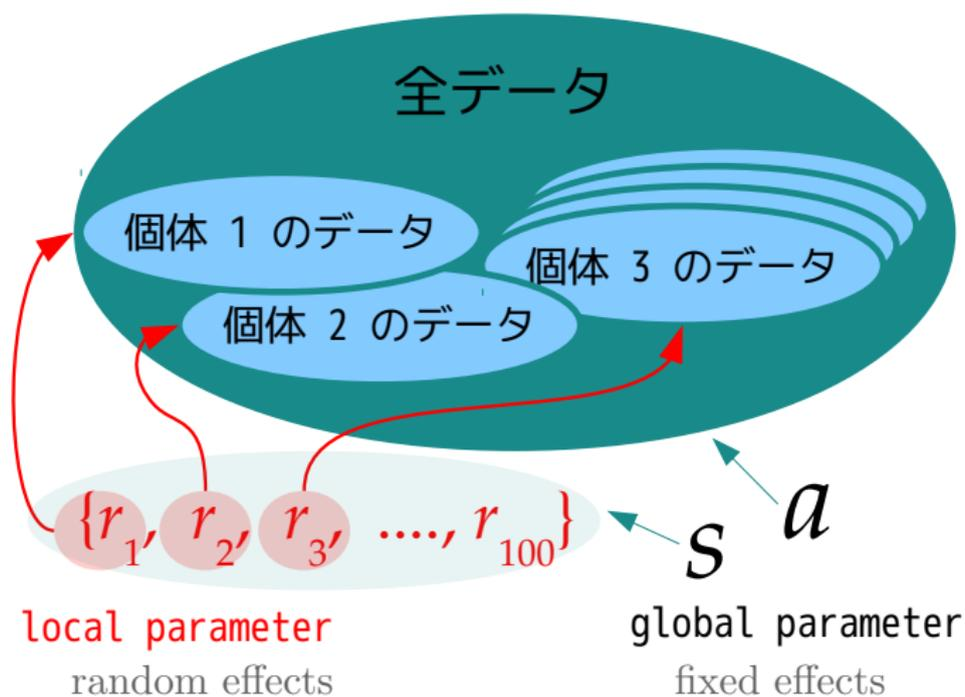 全データ
個体 1 のデータ
個体 3 のデータ
個体 2 のデータ
{r1, r2, r3, ...., r100}
s
a
local parameter
global parameter
random effects
fixed effects